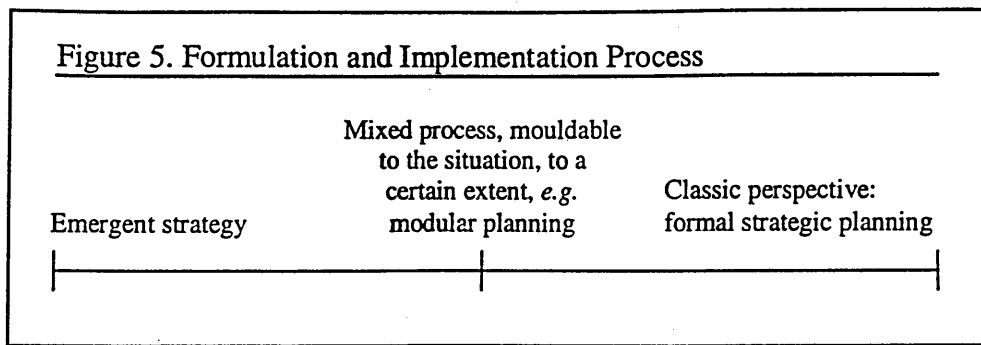 Figure 5. Formulation and Implementation Process
Mixed process, mouldable
to the situation, to a
certain extent, e.g.
modular planning
Emergent strategy
Classic perspective:
formal strategic planning